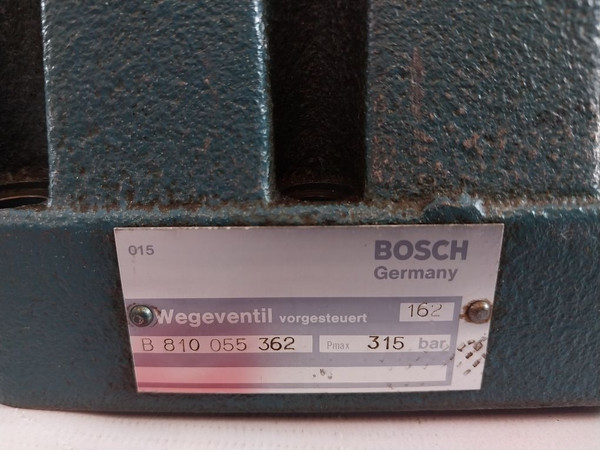 015
BOSCH
Germany
Wegeventil vorgesteuert 162
B 810 055 362 Pmax 315 bar